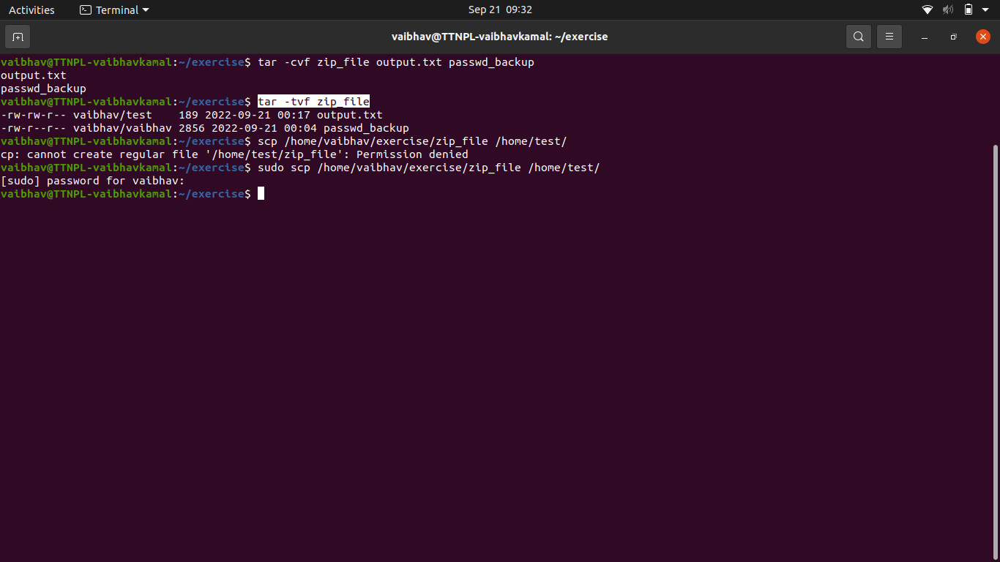 Activities Terminal Sep 21 09:32
vaibhav@TTNPL-vaibhavkamal: ~/exercise
vaibhav@TTNPL-vaibhavkamal:~/exercise$ tar -cvf zip_file output.txt passwd_backup
output.txt
passwd_backup
vaibhav@TTNPL-vaibhavkamal:~/exercise$ tar -tvf zip_file
-rw-rw-r-- vaibhav/test    189 2022-09-21 00:17 output.txt
-rw-r--r-- vaibhav/vaibhav 2856 2022-09-21 00:04 passwd_backup
vaibhav@TTNPL-vaibhavkamal:~/exercise$ scp /home/vaibhav/exercise/zip_file /home/test/
cp: cannot create regular file '/home/test/zip_file': Permission denied
vaibhav@TTNPL-vaibhavkamal:~/exercise$ sudo scp /home/vaibhav/exercise/zip_file /home/test/
[sudo] password for vaibhav:
vaibhav@TTNPL-vaibhavkamal:~/exercise$